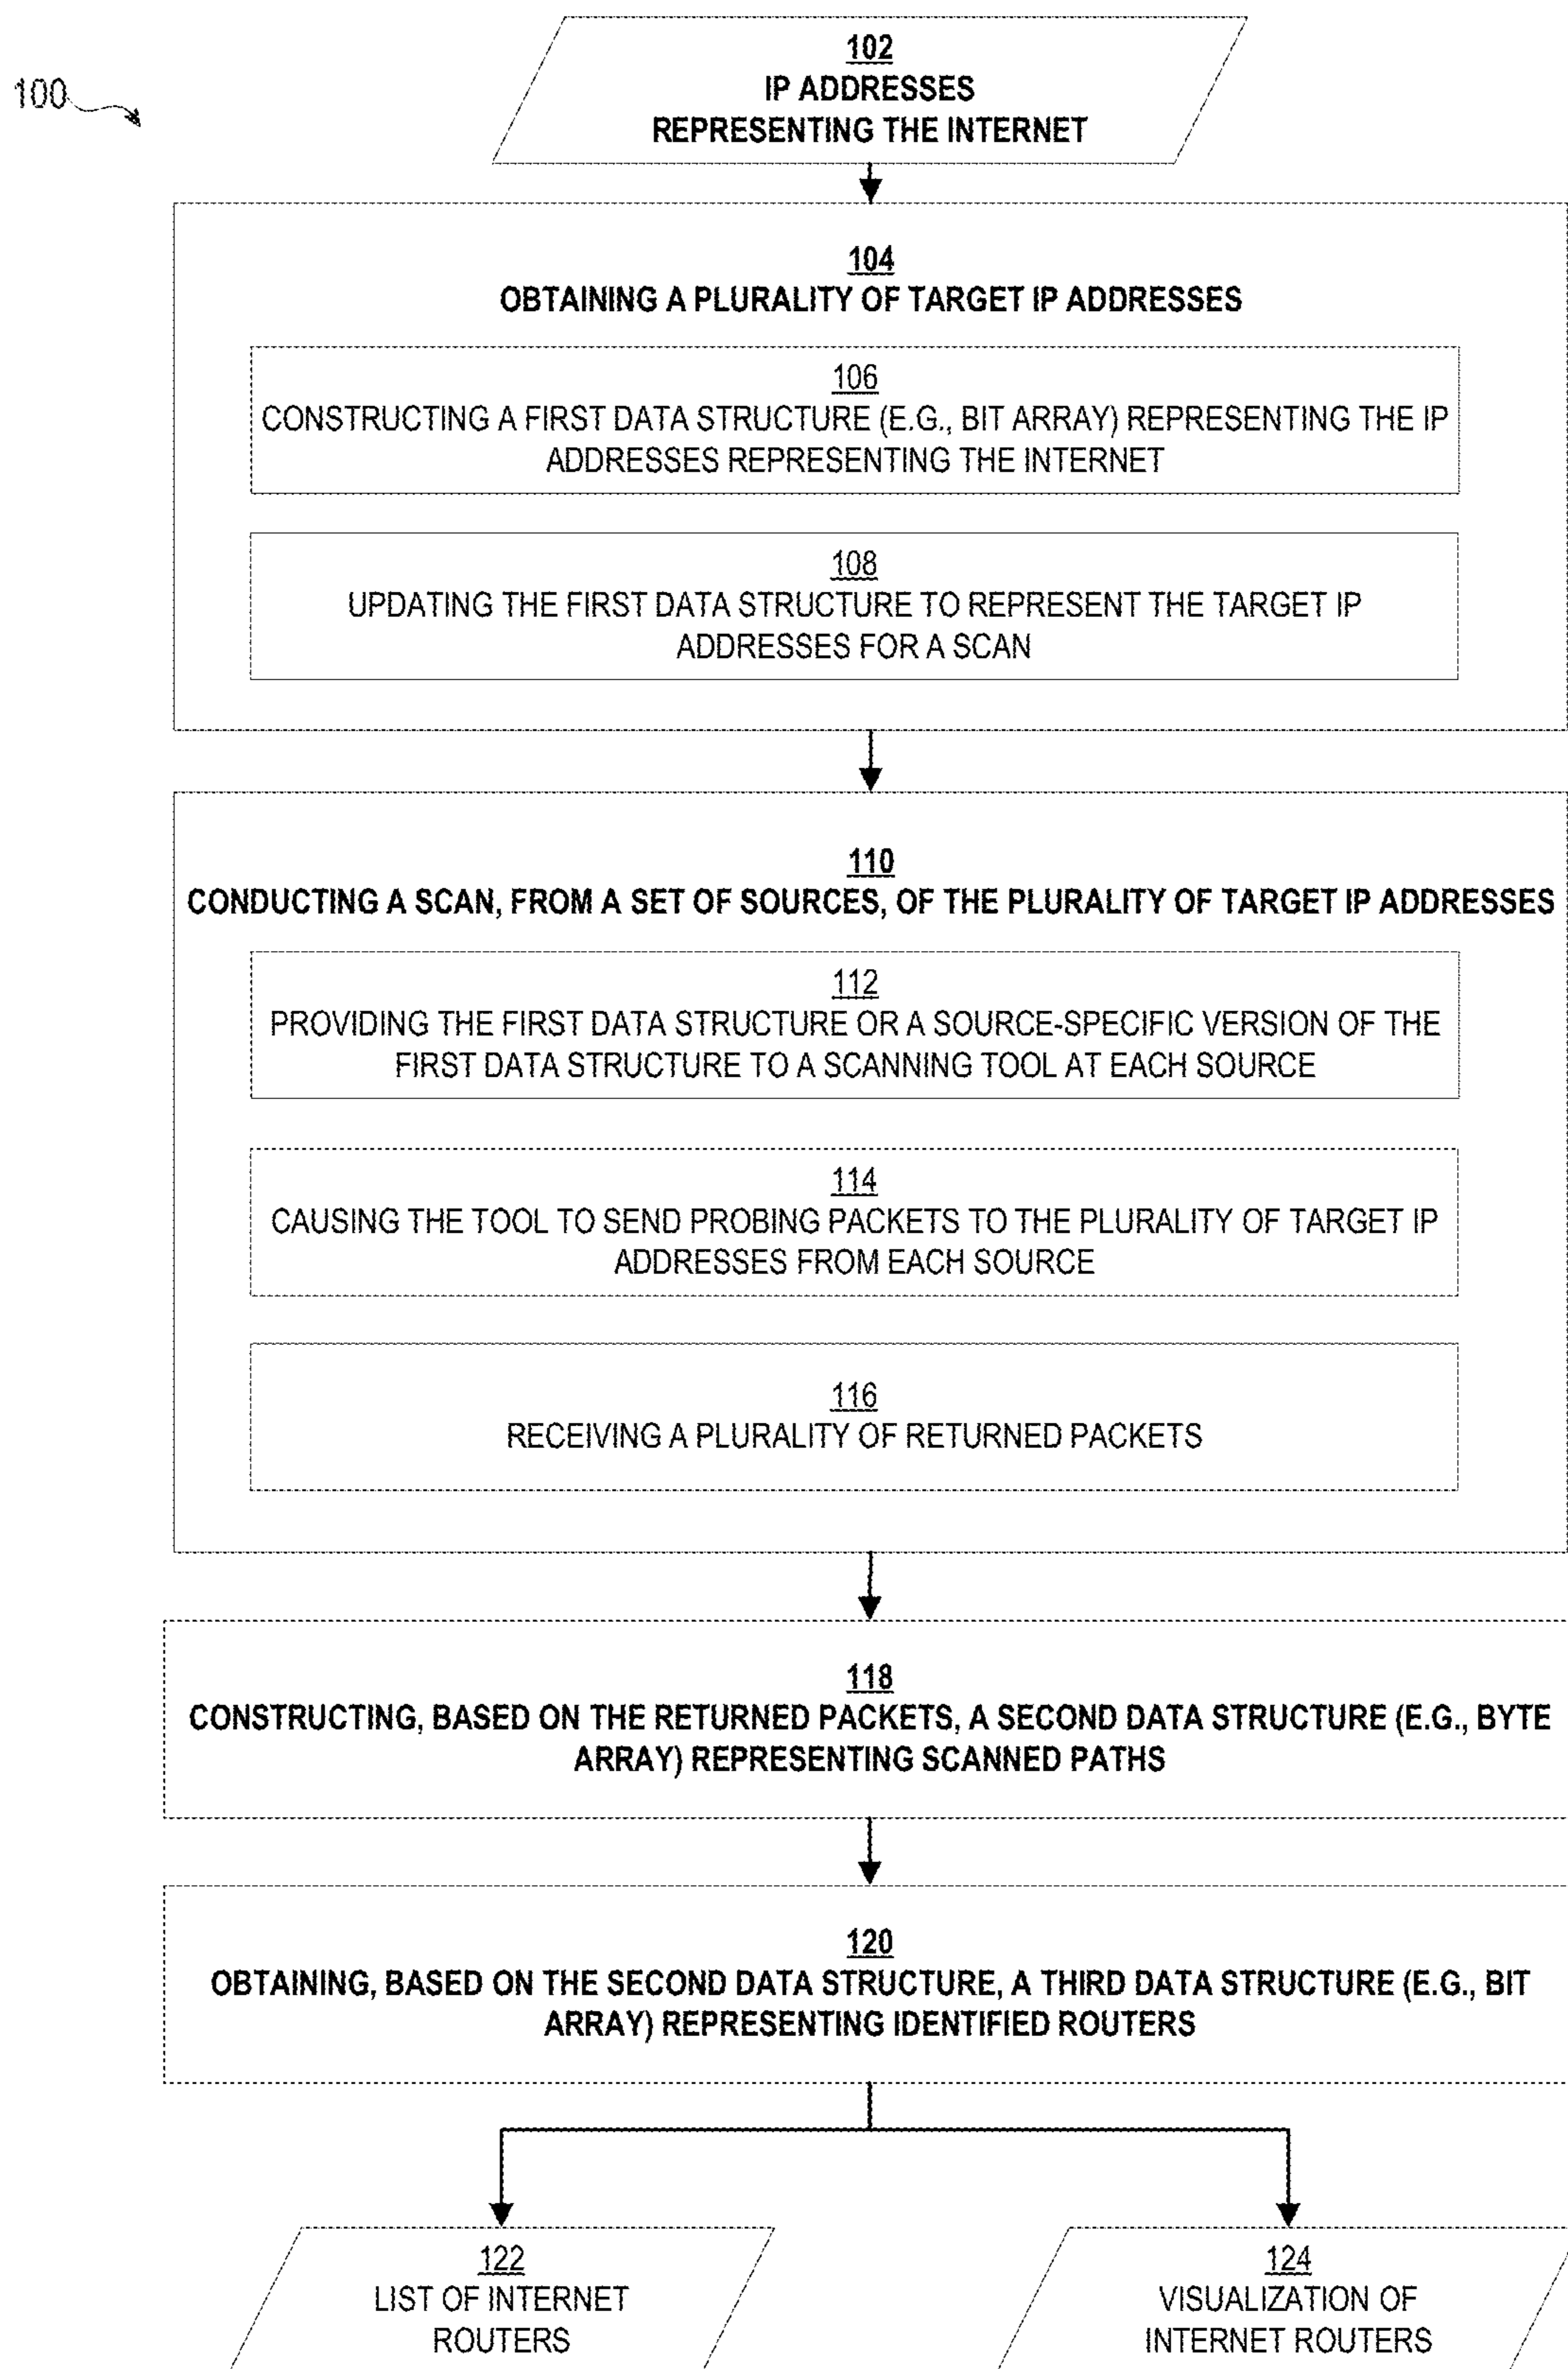 100
102
IP ADDRESSES
REPRESENTING THE INTERNET
104
OBTAINING A PLURALITY OF TARGET IP ADDRESSES
106
CONSTRUCTING A FIRST DATA STRUCTURE (E.G., BIT ARRAY) REPRESENTING THE IP
ADDRESSES REPRESENTING THE INTERNET
108
UPDATING THE FIRST DATA STRUCTURE TO REPRESENT THE TARGET IP
ADDRESSES FOR A SCAN
110
CONDUCTING A SCAN, FROM A SET OF SOURCES, OF THE PLURALITY OF TARGET IP ADDRESSES
112
PROVIDING THE FIRST DATA STRUCTURE OR A SOURCE-SPECIFIC VERSION OF THE
FIRST DATA STRUCTURE TO A SCANNING TOOL AT EACH SOURCE
114
CAUSING THE TOOL TO SEND PROBING PACKETS TO THE PLURALITY OF TARGET IP
ADDRESSES FROM EACH SOURCE
116
RECEIVING A PLURALITY OF RETURNED PACKETS
118
CONSTRUCTING, BASED ON THE RETURNED PACKETS, A SECOND DATA STRUCTURE (E.G., BYTE
ARRAY) REPRESENTING SCANNED PATHS
120
OBTAINING, BASED ON THE SECOND DATA STRUCTURE, A THIRD DATA STRUCTURE (E.G., BIT
ARRAY) REPRESENTING IDENTIFIED ROUTERS
122
LIST OF INTERNET
ROUTERS
124
VISUALIZATION OF
INTERNET ROUTERS